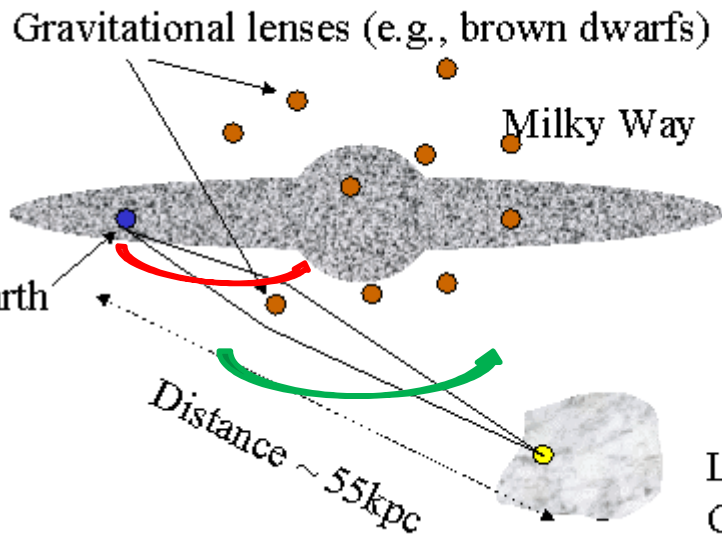 Gravitational lenses (e.g., brown dwarfs)
Milky Way
arth
Distance ~ 55kpc
L